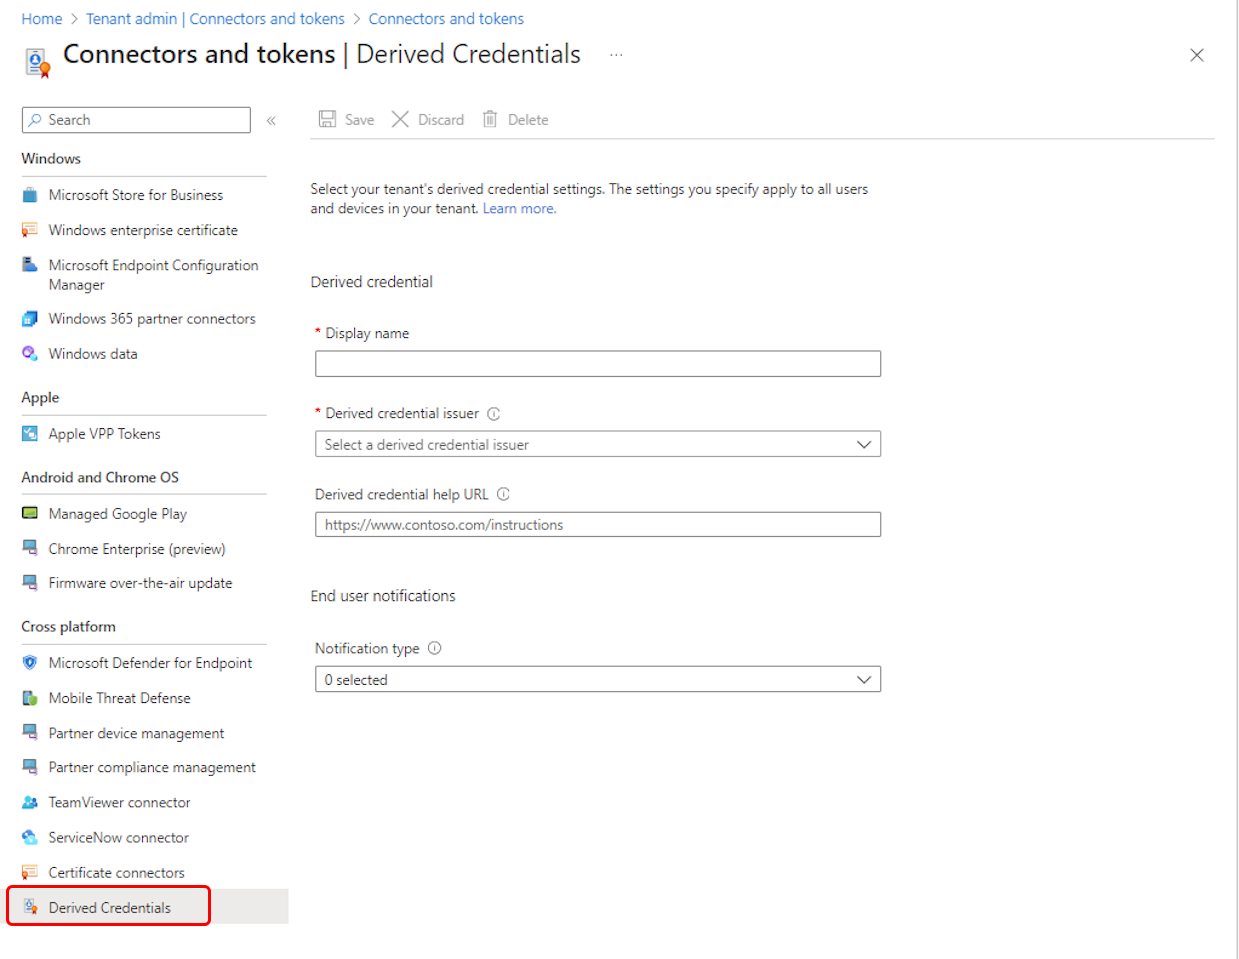 Home > Tenant admin | Connectors and tokens > Connectors and tokens
Connectors and tokens | Derived Credentials ...
Search «
Save Discard Delete
Windows
Microsoft Store for Business
Windows enterprise certificate
Microsoft Endpoint Configuration
Manager
Windows 365 partner connectors
Windows data
Apple
Apple VPP Tokens
Android and Chrome OS
Managed Google Play
Chrome Enterprise (preview)
Firmware over-the-air update
Cross platform
Microsoft Defender for Endpoint
Mobile Threat Defense
Partner device management
Partner compliance management
TeamViewer connector
ServiceNow connector
Certificate connectors
Derived Credentials
Select your tenant's derived credential settings. The settings you specify apply to all users
and devices in your tenant. Learn more.
Derived credential
* Display name
* Derived credential issuer
Select a derived credential issuer
Derived credential help URL
https://www.contoso.com/instructions
End user notifications
Notification type
0 selected